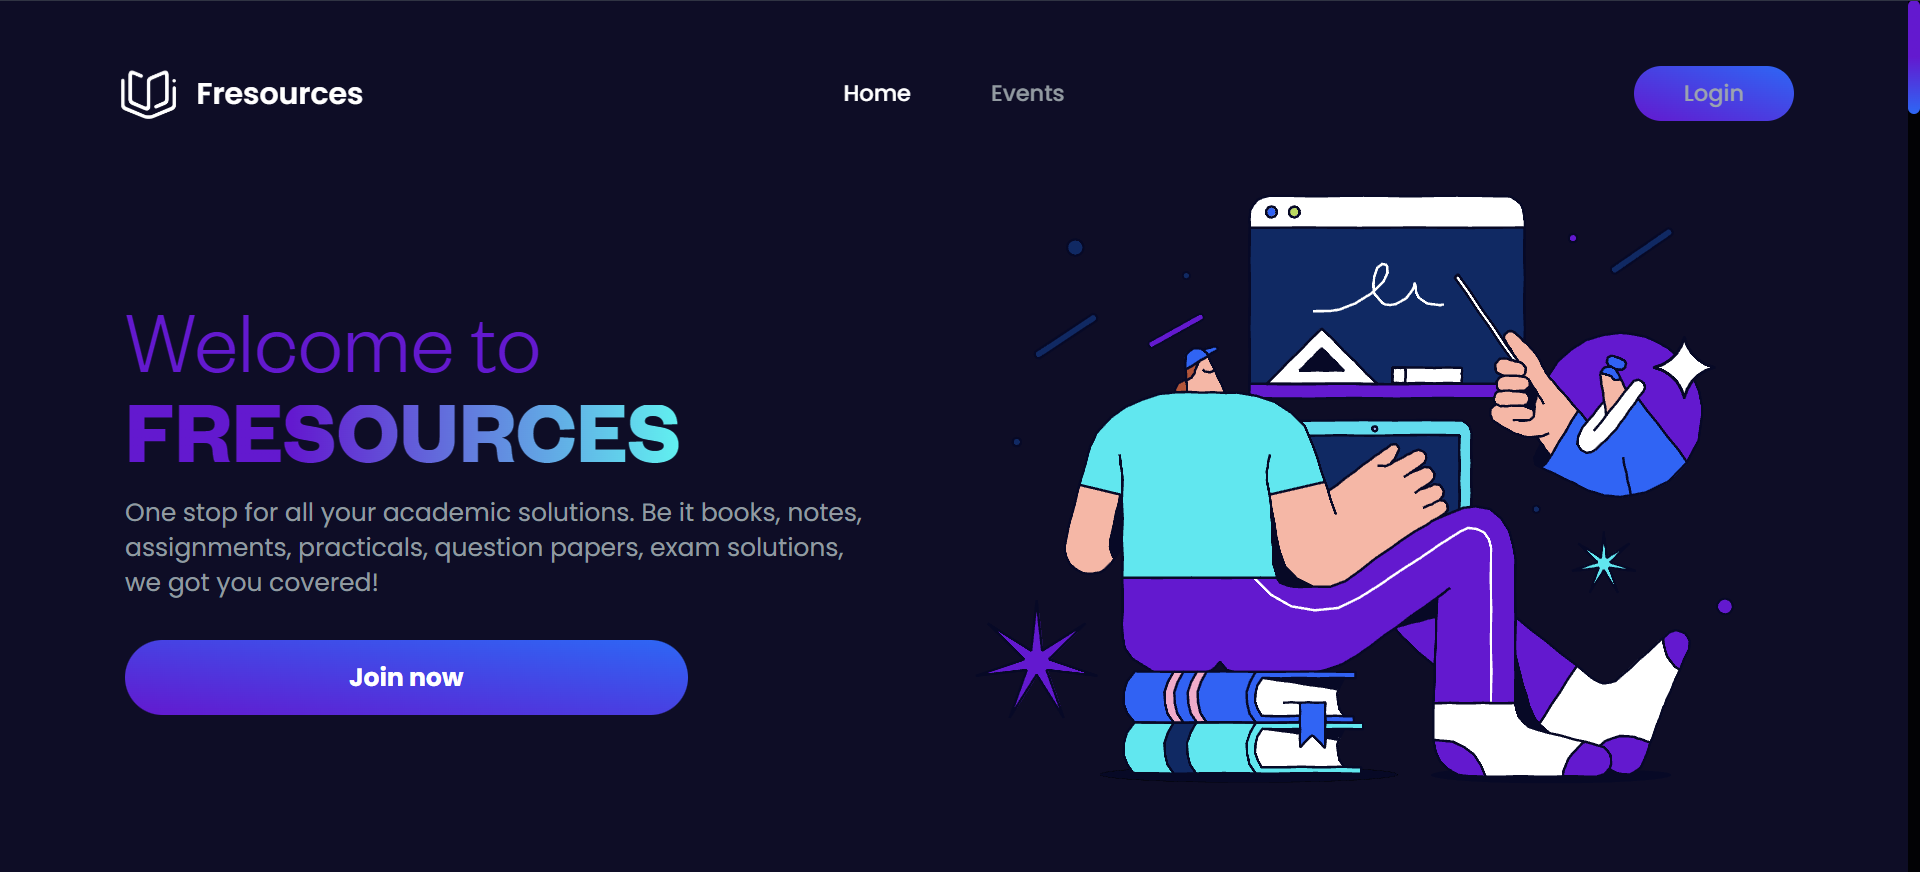 Fresources
Home
Events
Login
Welcome to
FRESOURCES
One stop for all your academic solutions. Be it books, notes,
assignments, practicals, question papers, exam solutions,
we got you covered!
Join now